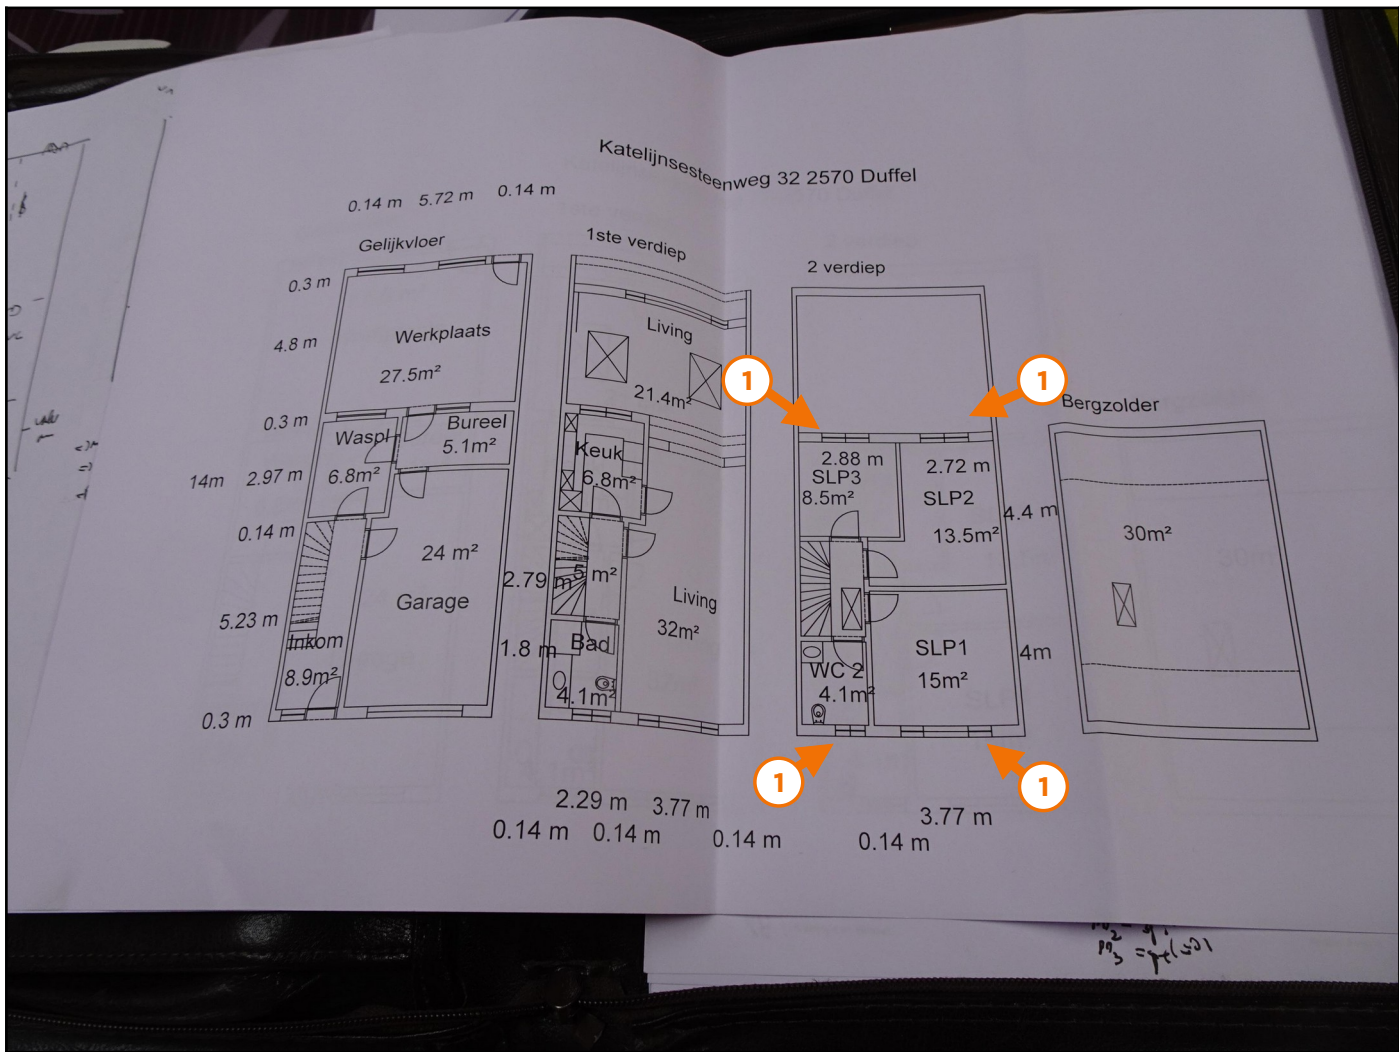 Katelijnsesteenweg 32 2570 Duffel
0.14 m 5.72 m 0.14 m
Gelijkvloer
0.3 m
4.8 m
Werkplaats
27.5m²
0.3 m
Waspl
6.8m²
Bureel
5.1m²
14m
2.97 m
0.14 m
24 m²
Garage
5.23 m
Inkom
8.9m²
0.3 m
1ste verdiep
Living
21.4m²
Keuk
6.8m²
2.79 m
5 m²
Living
32m²
1.8 m
Bad
4.1m²
2.29 m 3.77 m
0.14 m 0.14 m 0.14 m
2 verdiep
1
1
2.88 m
SLP3
8.5m²
2.72 m
SLP2
13.5m²
4.4 m
SLP1
15m²
4m
WC 2
4.1m²
1
1
3.77 m
0.14 m
Bergzolder
30m²